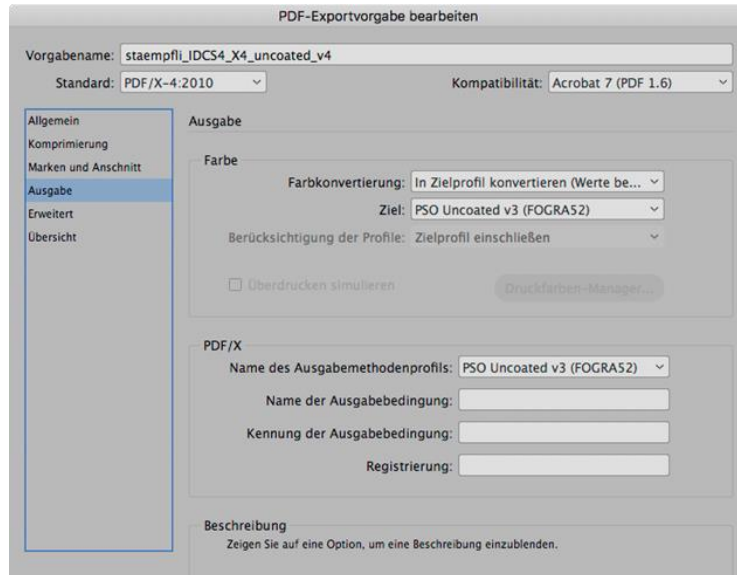 PDF-Exportvorgabe bearbeiten
Vorgabename: staempfli_IDCS4_X4_uncoated_v4
Standard: PDF/X-4:2010 Kompatibilität: Acrobat 7 (PDF 1.6)
Allgemein
Komprimierung
Marken und Anschnitt
Ausgabe
Erweitert
Übersicht
Ausgabe
Farbe
Farbkonvertierung: In Zielprofil konvertieren (Werte be...
Ziel: PSO Uncoated v3 (FOGRA52)
Berücksichtigung der Profile: Zielprofil einschließen
Überdrucken simulieren Druckfarben-Manager...
PDF/X
Name des Ausgabemethodenprofils: PSO Uncoated v3 (FOGRA52)
Name der Ausgabebedingung:
Kennung der Ausgabebedingung:
Registrierung:
Beschreibung
Zeigen Sie auf eine Option, um eine Beschreibung einzublenden.